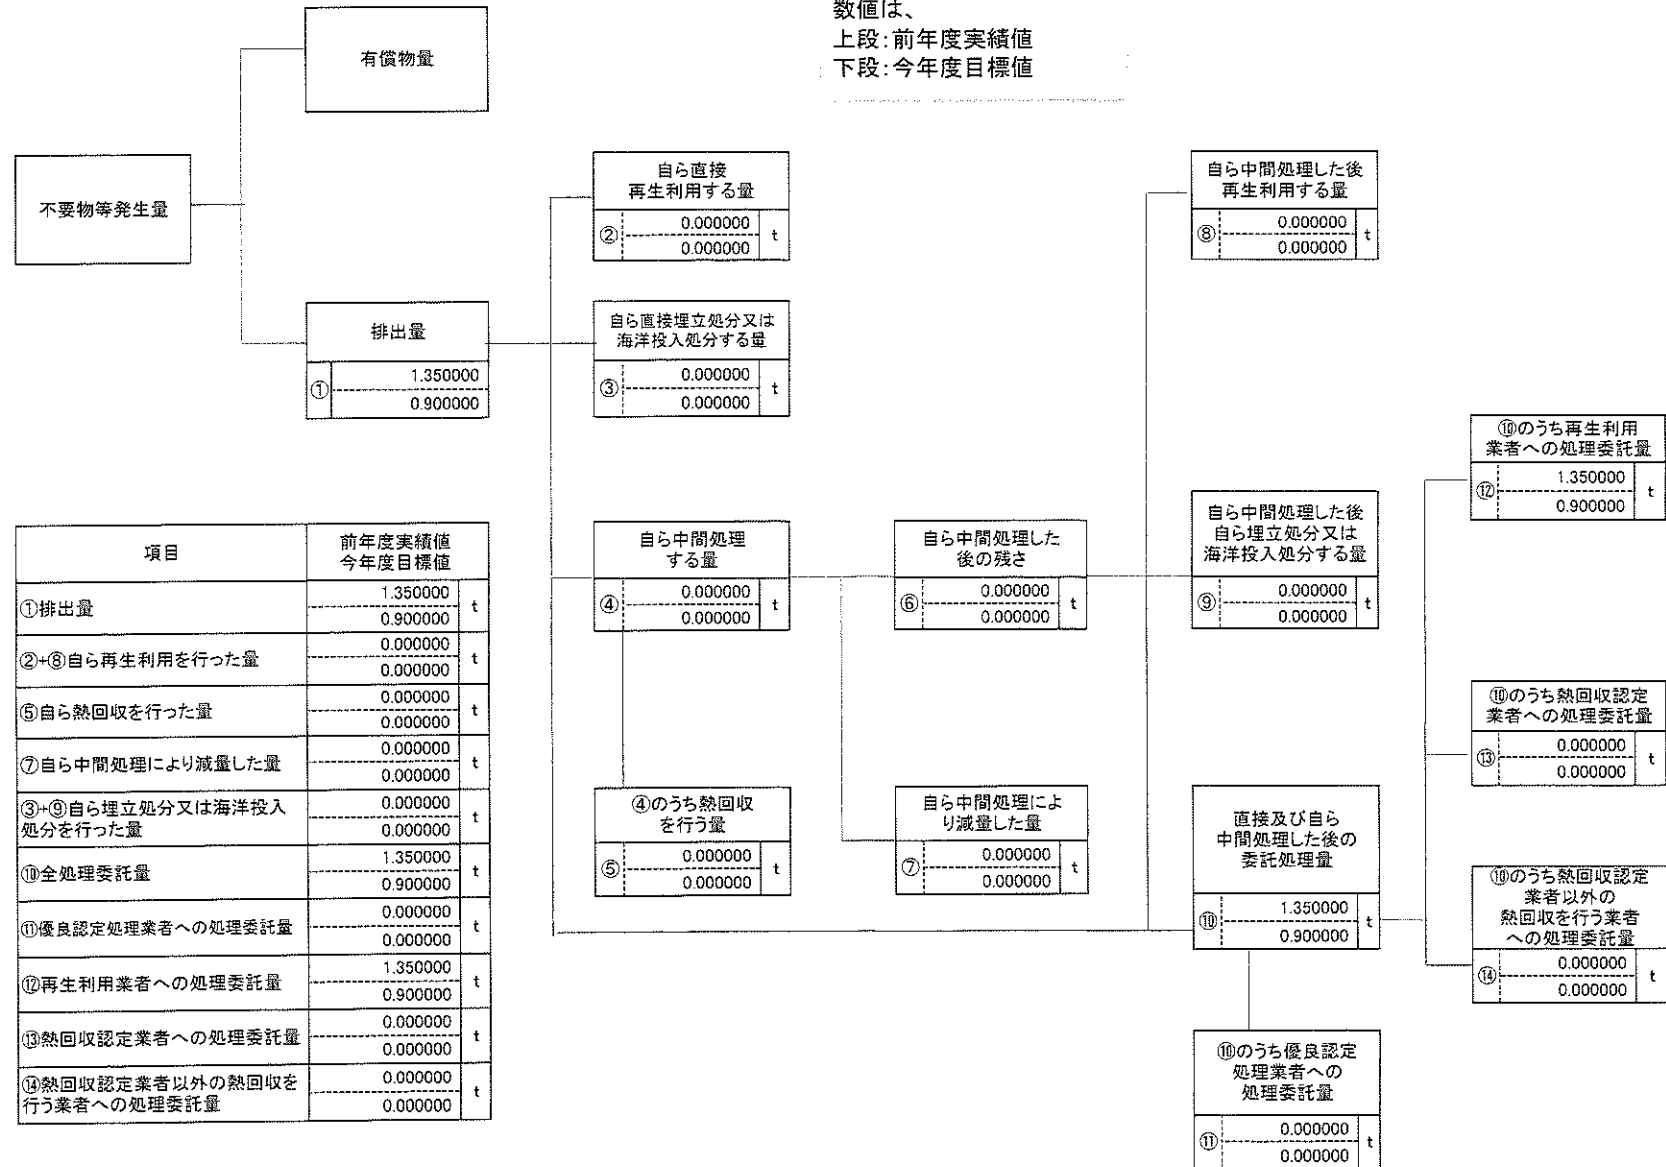 数値は、
上段:前年度実績値
下段:今年度目標値
有償物量
不要物等発生量
排出量
① 1.350000
0.900000
自ら直接
再生利用する量
② 0.000000 t
0.000000
自ら直接埋立処分又は
海洋投入処分する量
③ 0.000000 t
0.000000
自ら中間処理した後
再生利用する量
⑧ 0.000000 t
0.000000
⑩のうち再生利用
業者への処理委託量
⑫ 1.350000 t
0.900000
自ら中間処理
する量
④ 0.000000 t
0.000000
自ら中間処理した
後の残さ
⑥ 0.000000 t
0.000000
自ら中間処理した後
自ら埋立処分又は
海洋投入処分する量
⑨ 0.000000 t
0.000000
⑩のうち熱回収認定
業者への処理委託量
⑬ 0.000000 t
0.000000
④のうち熱回収
を行う量
⑤ 0.000000 t
0.000000
自ら中間処理によ
り減量した量
⑦ 0.000000 t
0.000000
直接及び自ら
中間処理した後の
委託処理量
⑩ 1.350000 t
0.900000
⑩のうち熱回収認定
業者以外の
熱回収を行う業者
への処理委託量
⑭ 0.000000 t
0.000000
⑩のうち優良認定
処理業者への
処理委託量
⑪ 0.000000 t
0.000000
項目 前年度実績値
今年度目標値
①排出量 1.350000 t
0.900000
②+⑧自ら再生利用を行った量 0.000000 t
0.000000
⑤自ら熱回収を行った量 0.000000 t
0.000000
⑦自ら中間処理により減量した量 0.000000 t
0.000000
③+⑨自ら埋立処分又は海洋投入 0.000000 t
処分を行った量 0.000000
⑩全処理委託量 1.350000 t
0.900000
⑪優良認定処理業者への処理委託量 0.000000 t
0.000000
⑫再生利用業者への処理委託量 1.350000 t
0.900000
⑬熱回収認定業者への処理委託量 0.000000 t
0.000000
⑭熱回収認定業者以外の熱回収を 0.000000 t
行う業者への処理委託量 0.000000